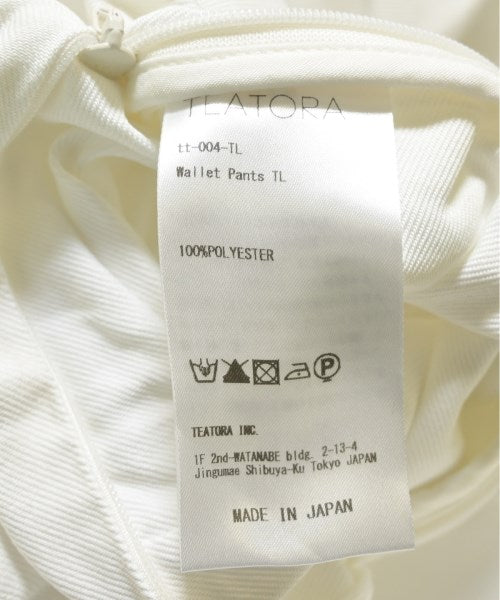 TEATORA
tt-004-TL
Wallet Pants TL
100%POLYESTER
P
TEATORA INC.
1F 2nd-WATANABE bldg. 2-13-4
Jingumae Shibuya-Ku Tokyo JAPAN
MADE IN JAPAN